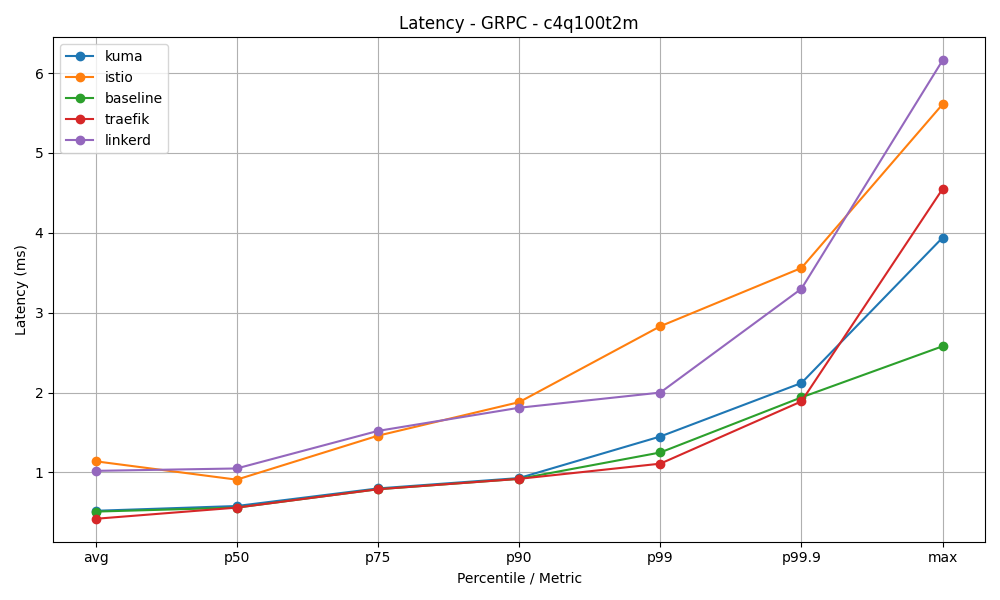 Latency - GRPC - c4q100t2m
kuma
istio
baseline
traefik
linkerd
Latency (ms)
6
5
4
3
2
1
avg p50 p75 p90 p99 p99.9 max
Percentile / Metric